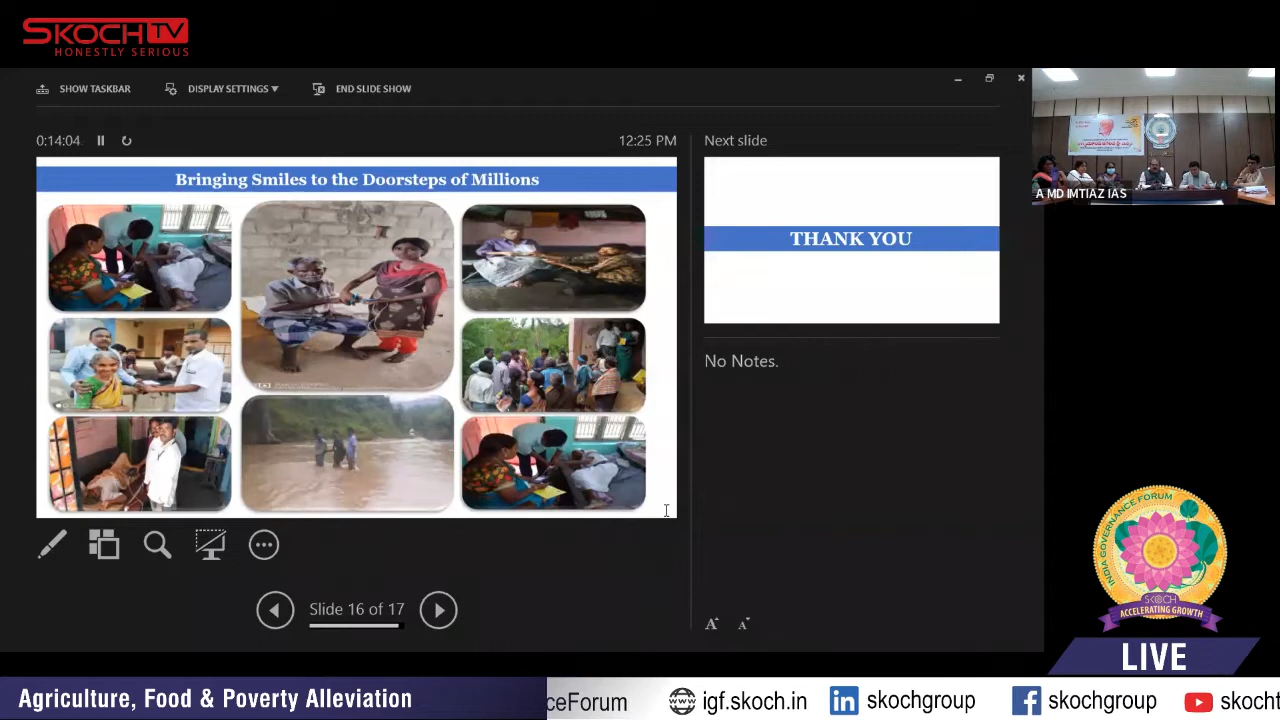 SKOCH TV
HONESTLY SERIOUS
SHOW TASKBAR
DISPLAY SETTINGS ▼
END SLIDE SHOW
0:14:04
12:25 PM
Next slide
Bringing Smiles to the Doorsteps of Millions
THANK YOU
No Notes.
A MD IMTIAZ IAS
Slide 16 of 17
INDIA GOVERNANCE FORUM
SKOCH
ACCELERATING GROWTH
LIVE
Agriculture, Food & Poverty Alleviation
ceForum
igf.skoch.in
skochgroup
skochgroup
skocht